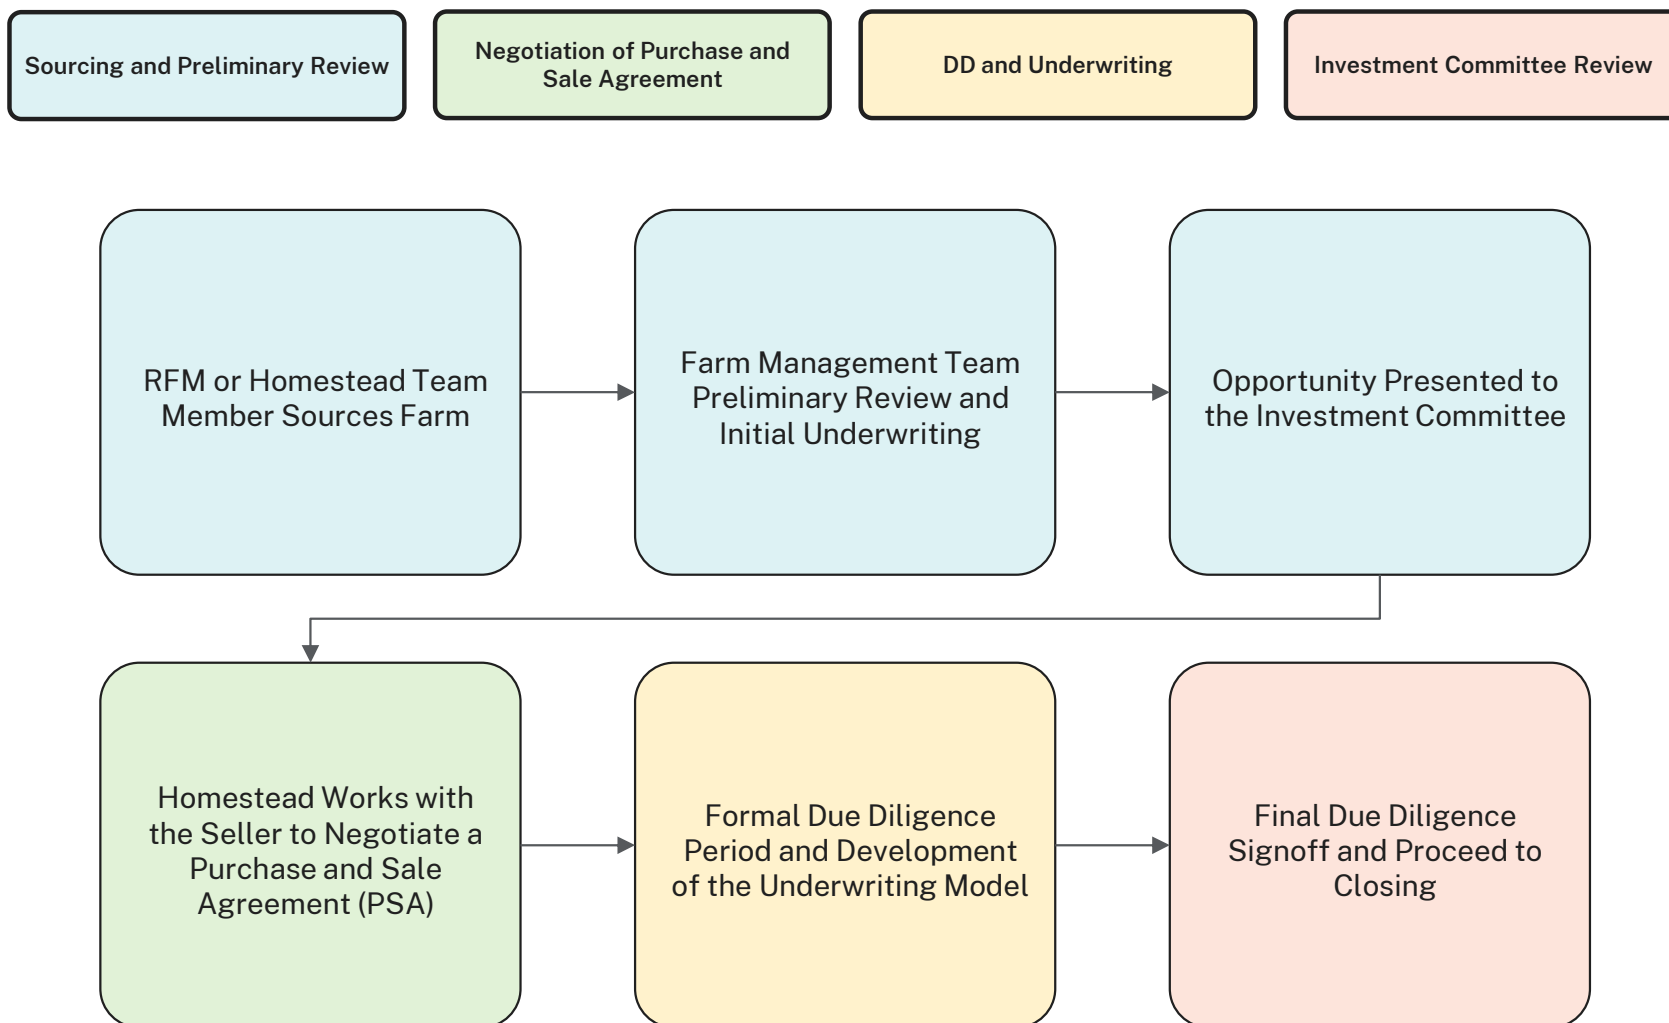 Sourcing and Preliminary Review
Negotiation of Purchase and
Sale Agreement
DD and Underwriting
Investment Committee Review
RFM or Homestead Team
Member Sources Farm
Farm Management Team
Preliminary Review and
Initial Underwriting
Opportunity Presented to
the Investment Committee
Homestead Works with
the Seller to Negotiate a
Purchase and Sale
Agreement (PSA)
Formal Due Diligence
Period and Development
of the Underwriting Model
Final Due Diligence
Signoff and Proceed to
Closing